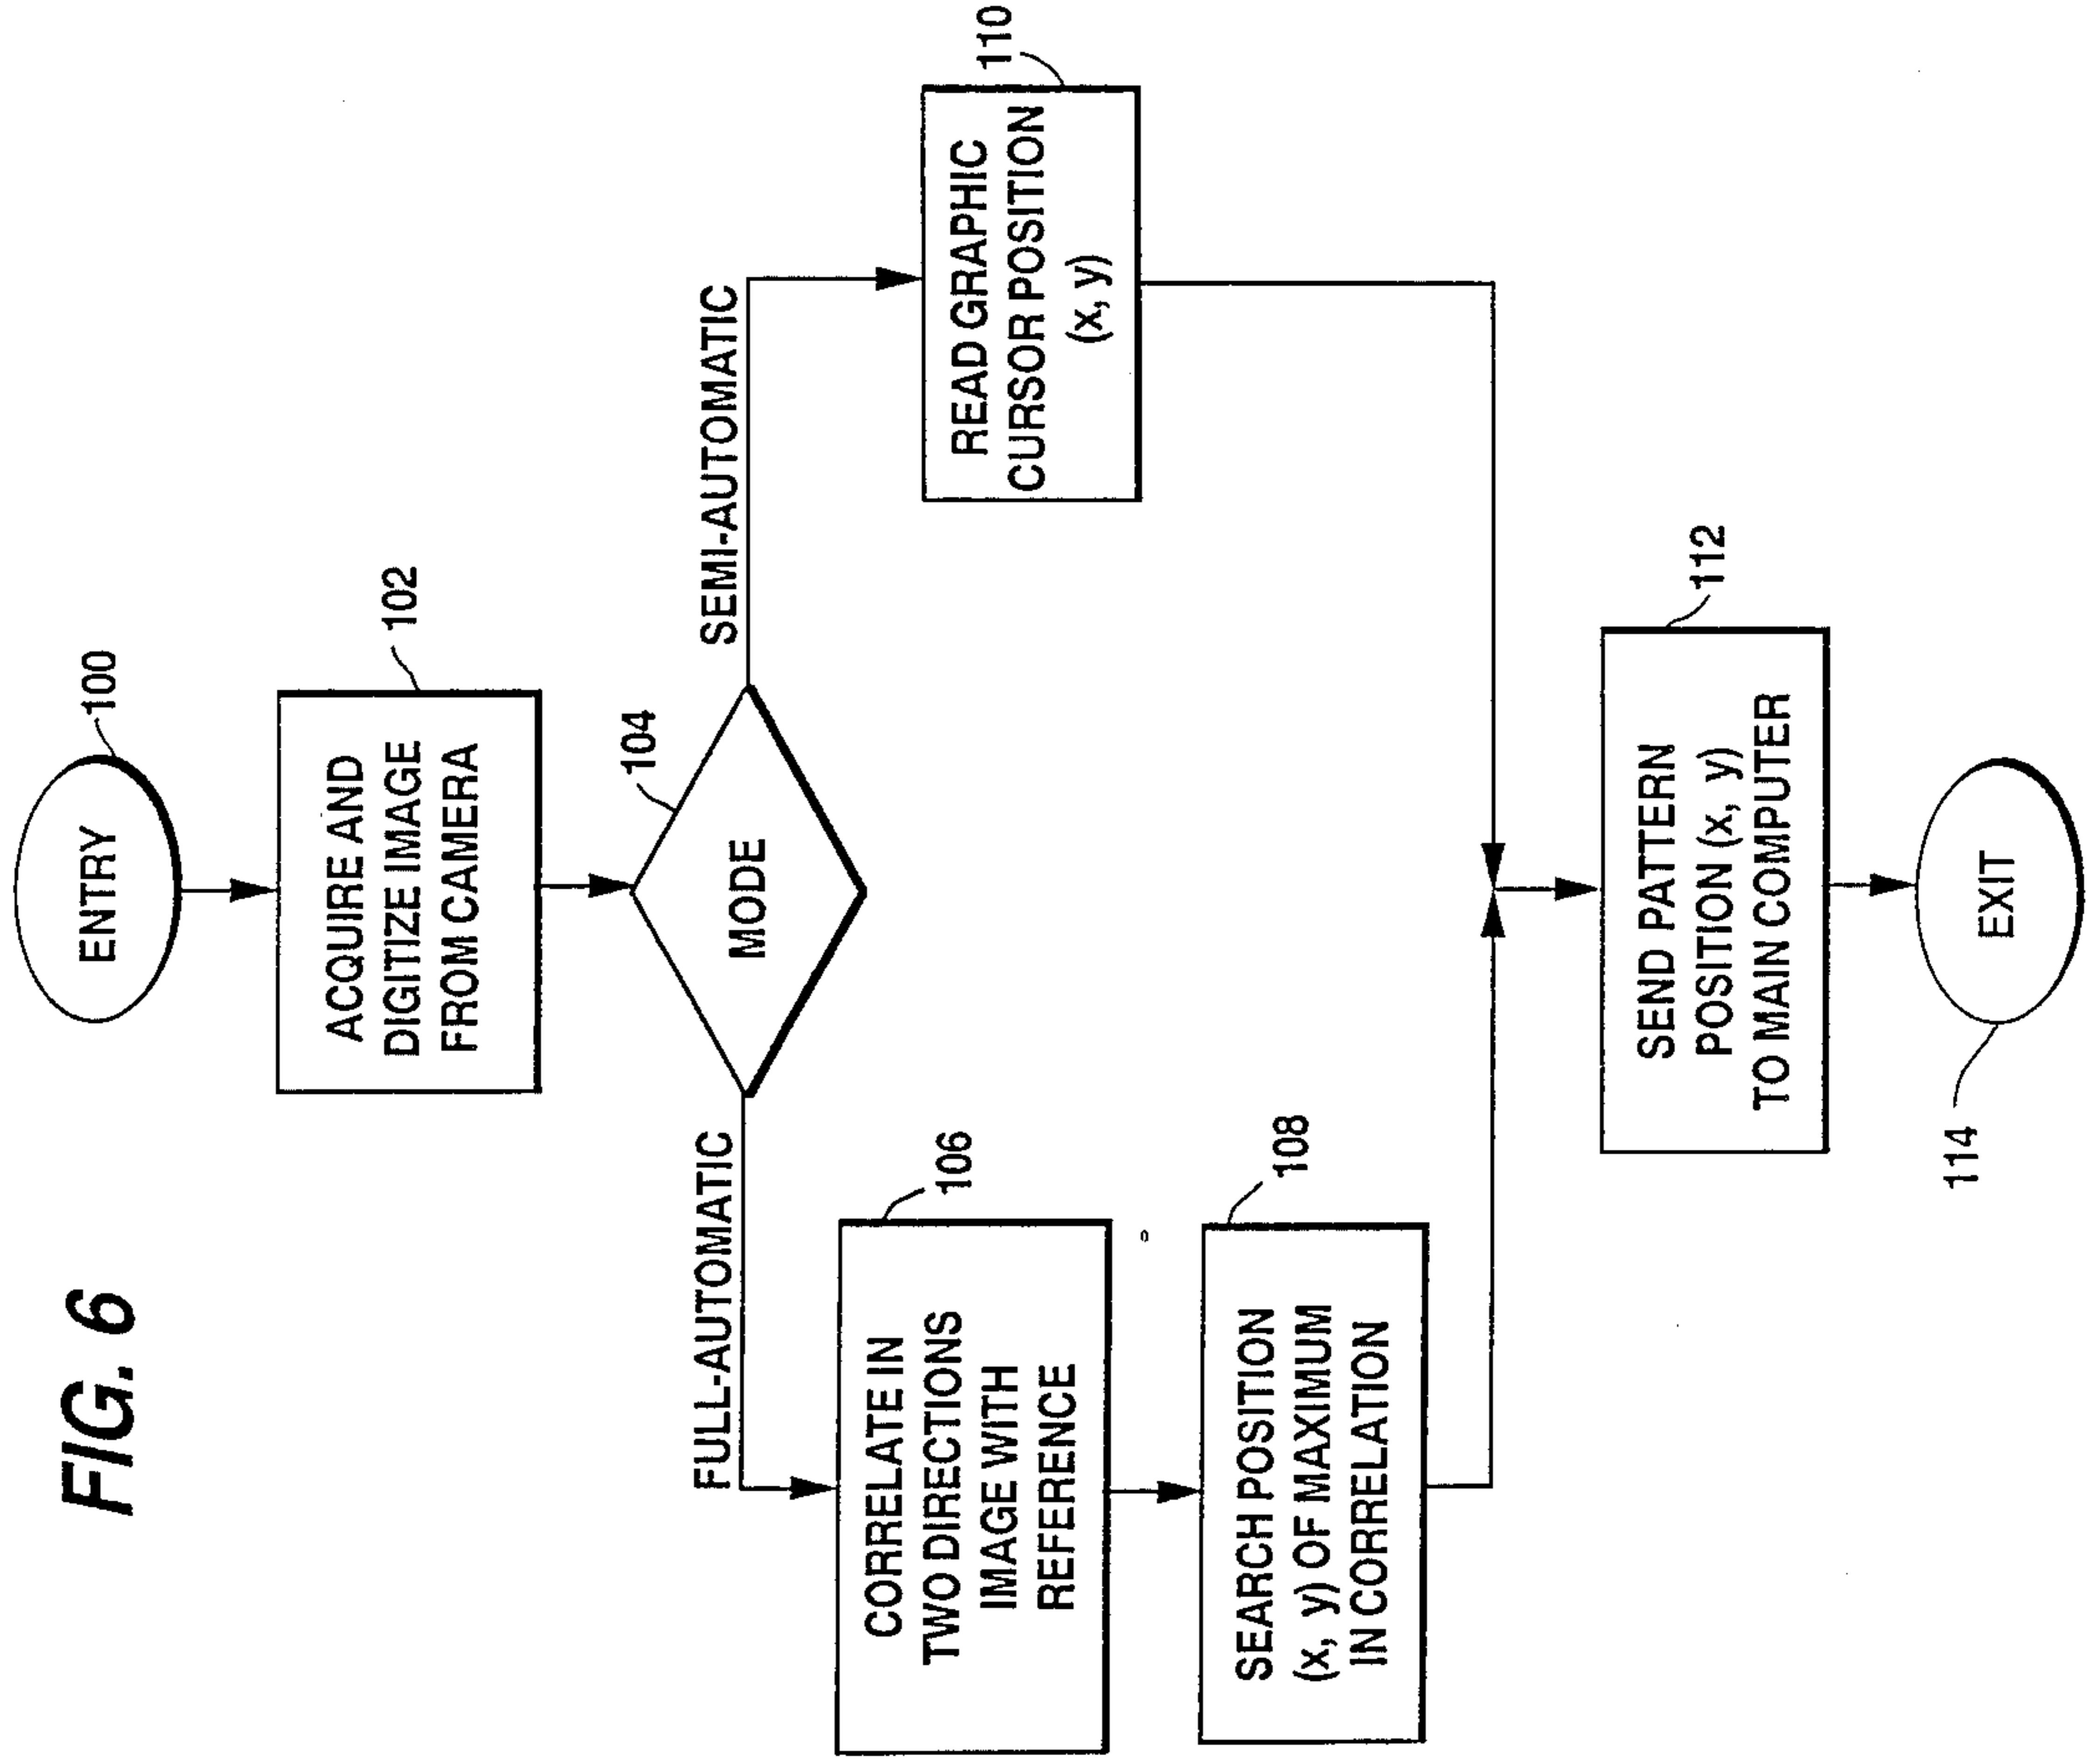 FIG. 6
ENTRY
100
ACQUIRE AND
DIGITIZE IMAGE
FROM CAMERA
102
MODE
104
FULL-AUTOMATIC
SEMI-AUTOMATIC
CORRELATE IN
TWO DIRECTIONS
IMAGE WITH
REFERENCE
106
SEARCH POSITION
(x, y) OF MAXIMUM
IN CORRELATION
108
READ GRAPHIC
CURSOR POSITION
(x, y)
110
SEND PATTERN
POSITION (x, y)
TO MAIN COMPUTER
112
EXIT
114